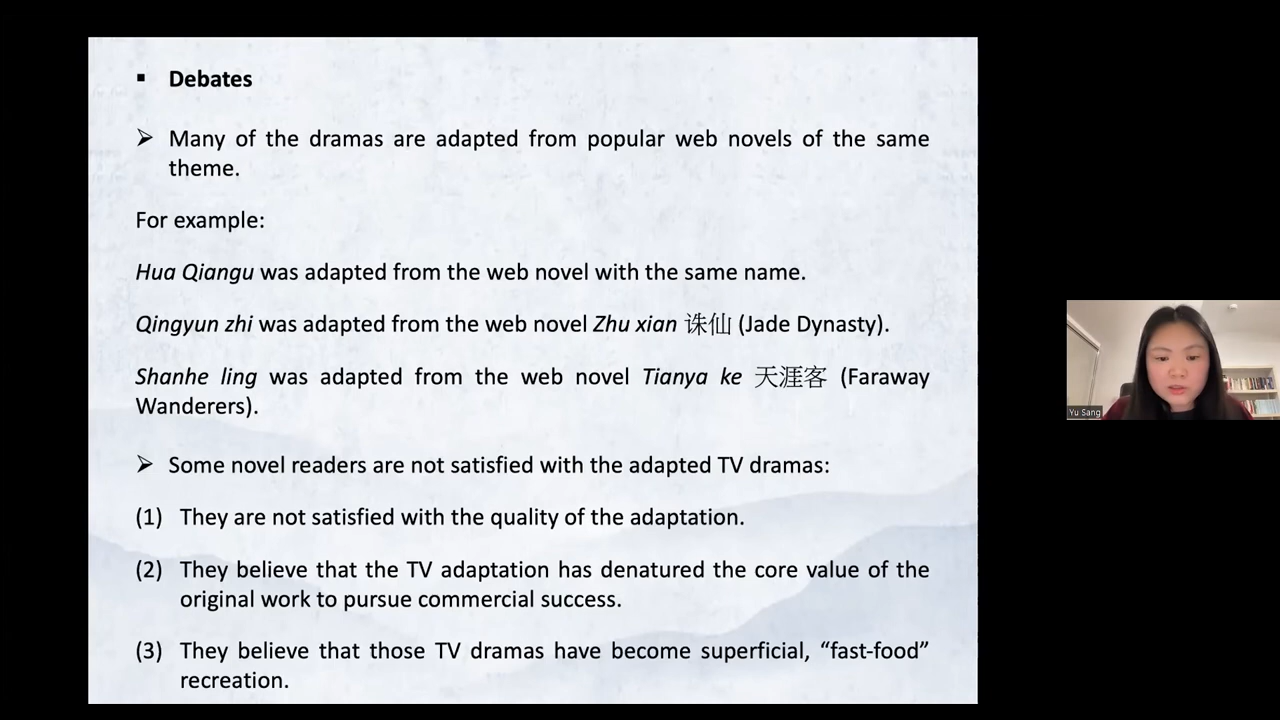 ▪ Debates
➢ Many of the dramas are adapted from popular web novels of the same
theme.
For example:
Hua Qiangu was adapted from the web novel with the same name.
Qingyun zhi was adapted from the web novel Zhu xian 诛仙 (Jade Dynasty).
Shanhe ling was adapted from the web novel Tianya ke 天涯客 (Faraway
Wanderers).
➢ Some novel readers are not satisfied with the adapted TV dramas:
(1) They are not satisfied with the quality of the adaptation.
(2) They believe that the TV adaptation has denatured the core value of the
original work to pursue commercial success.
(3) They believe that those TV dramas have become superficial, “fast-food”
recreation.
Yu Sang